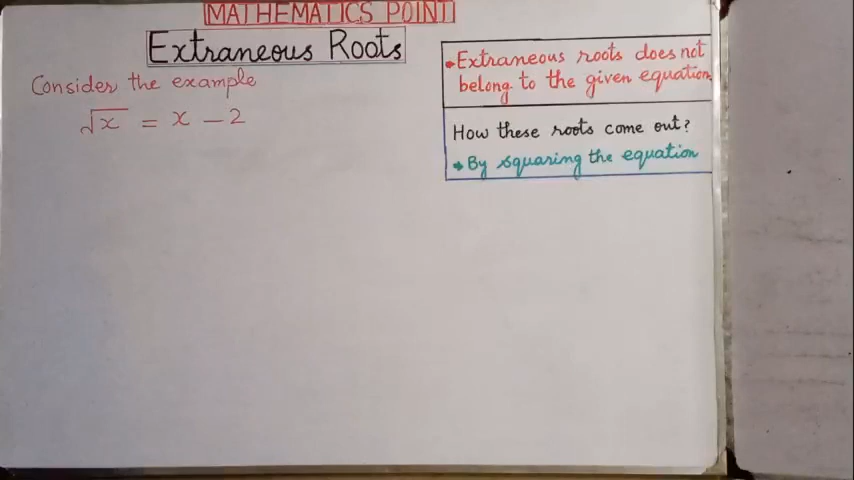 MATHEMATICS POINT
Extraneous Roots
Consider the example
√x = x - 2
Extraneous roots does not
belong to the given equation.
How these roots come out?
By squaring the equation